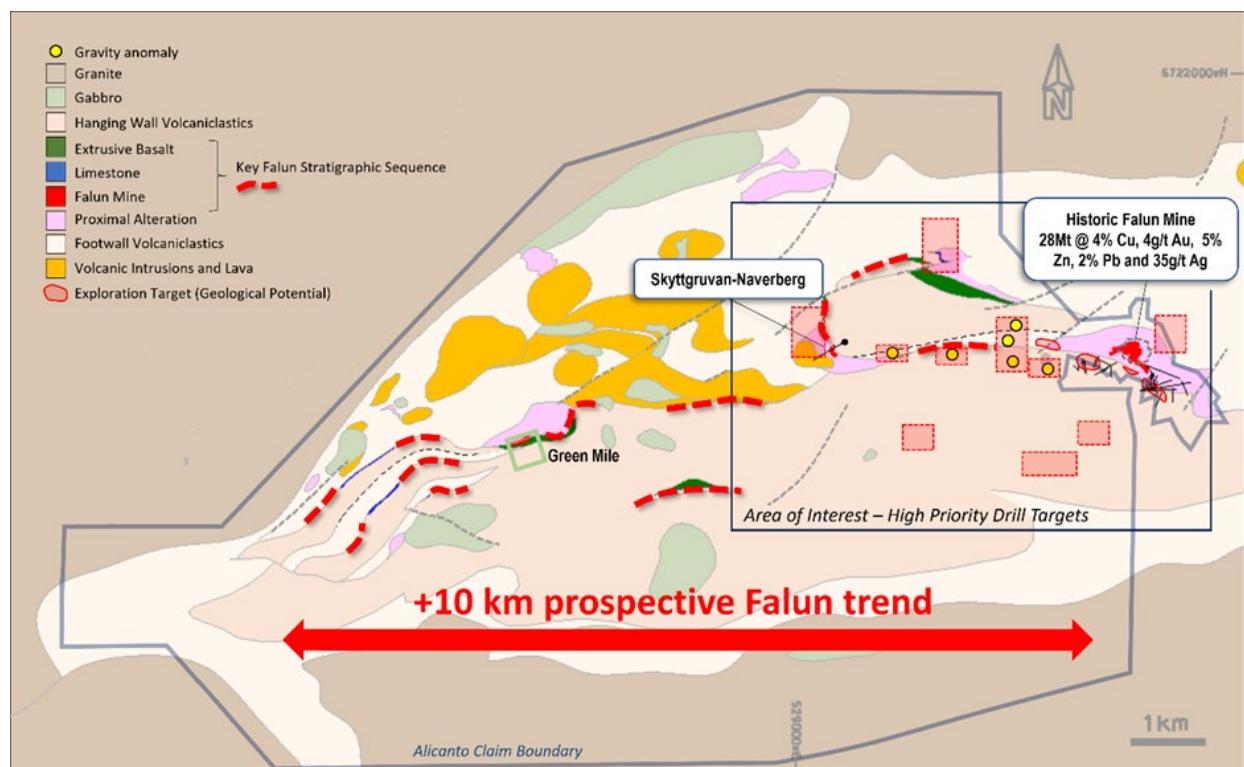 Gravity anomaly
Granite
Gabbro
Hanging Wall Volcaniclastics
Extrusive Basalt
Limestone
Falun Mine
Proximal Alteration
Footwall Volcaniclastics
Volcanic Intrusions and Lava
Exploration Target (Geological Potential)
Key Falun Stratigraphic Sequence
N
6722000mN
Historic Falun Mine
28Mt @ 4% Cu, 4g/t Au, 5%
Zn, 2% Pb and 35g/t Ag
Skyttgruvan-Naverberg
Green Mile
Area of Interest – High Priority Drill Targets
+10 km prospective Falun trend
1km
Alicanto Claim Boundary